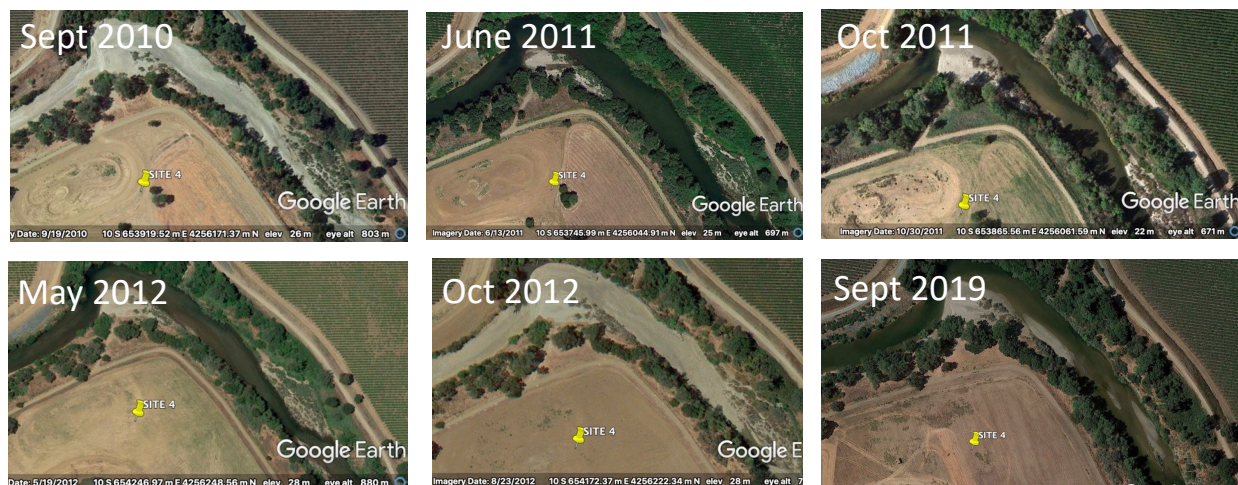 Sept 2010
SITE 4
Google Earth
y Date: 9/19/2010 10 S 653919.52 m E 4256171.37 m N elev 26 m eye alt 803 m
June 2011
SITE 4
Google Earth
Imagery Date: 6/13/2011 10 S 653745.99 m E 4256044.91 m N elev 25 m eye alt 697 m
Oct 2011
SITE 4
Google Earth
Imagery Date: 10/30/2011 10 S 653865.56 m E 4256061.59 m N elev 22 m eye alt 671 m
May 2012
SITE 4
Google Earth
Date: 5/19/2012 10 S 654246.97 m E 4256248.56 m N elev 28 m eye alt 880 m
Oct 2012
SITE 4
Google E
Imagery Date: 8/23/2012 10 S 654172.37 m E 4256222.34 m N elev 28 m eye alt 7
Sept 2019
SITE 4